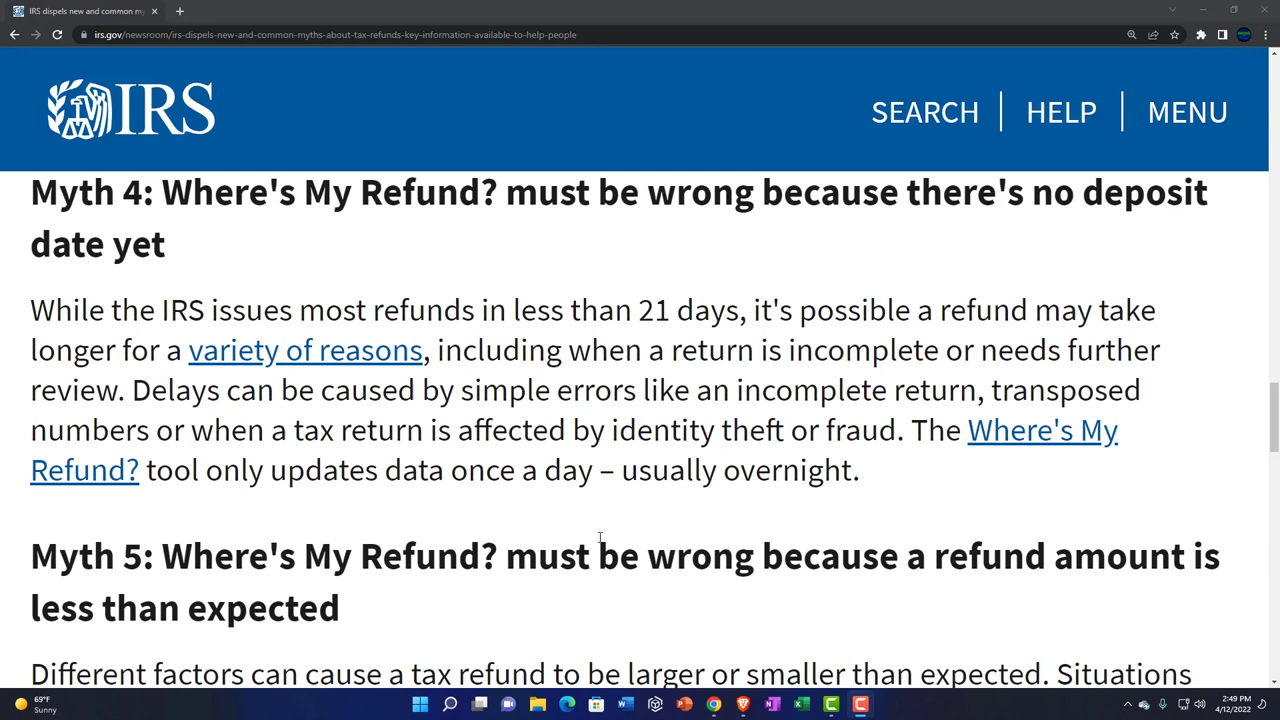 IRS dispels new and common my
irs.gov/newsroom/irs-dispels-new-and-common-myths-about-tax-refunds-key-information-available-to-help-people
IRS
SEARCH
HELP
MENU
Myth 4: Where's My Refund? must be wrong because there's no deposit
date yet
While the IRS issues most refunds in less than 21 days, it's possible a refund may take
longer for a variety of reasons, including when a return is incomplete or needs further
review. Delays can be caused by simple errors like an incomplete return, transposed
numbers or when a tax return is affected by identity theft or fraud. The Where's My
Refund? tool only updates data once a day – usually overnight.
Myth 5: Where's My Refund? must be wrong because a refund amount is
less than expected
Different factors can cause a tax refund to be larger or smaller than expected. Situations
69°F
Sunny
2:49 PM
4/12/2022